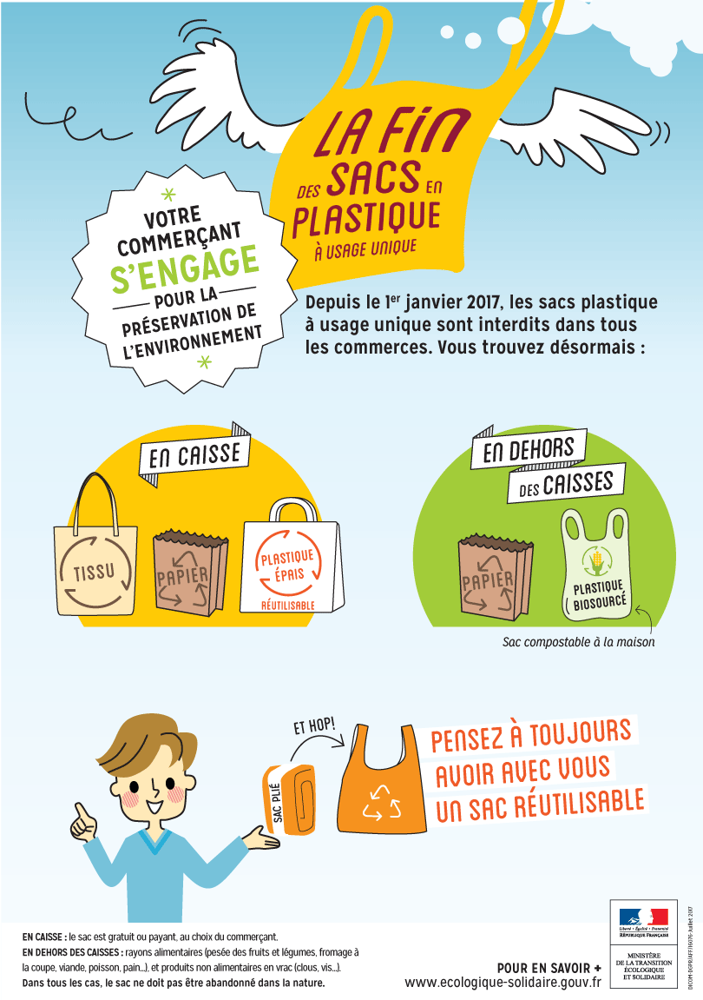 LA FiN
DES SACS EN
PLASTIQUE
À USAGE UNIQUE
VOTRE
COMMERÇANT
S'ENGAGE
POUR LA
PRÉSERVATION DE
L'ENVIRONNEMENT
Depuis le 1er janvier 2017, les sacs plastique
à usage unique sont interdits dans tous
les commerces. Vous trouvez désormais :
EN CAISSE
TISSU
PAPIER
PLASTIQUE
ÉPAIS
RÉUTILISABLE
EN DEHORS
DES CAISSES
PAPIER
PLASTIQUE
BIOSOURCÉ
Sac compostable à la maison
ET HOP!
SAC PLIÉ
PENSEZ À TOUJOURS
AVOIR AVEC VOUS
UN SAC RÉUTILISABLE
EN CAISSE : le sac est gratuit ou payant, au choix du commerçant.
EN DEHORS DES CAISSES : rayons alimentaires (pesée des fruits et légumes, fromage à
la coupe, viande, poisson, pain...), et produits non alimentaires en vrac (clous, vis...).
Dans tous les cas, le sac ne doit pas être abandonné dans la nature.
POUR EN SAVOIR +
www.ecologique-solidaire.gouv.fr
Liberté • Égalité • Fraternité
RÉPUBLIQUE FRANÇAISE
MINISTÈRE
DE LA TRANSITION
ÉCOLOGIQUE
ET SOLIDAIRE
DICOM-DGPR/AFF/16076-Juillet 2017